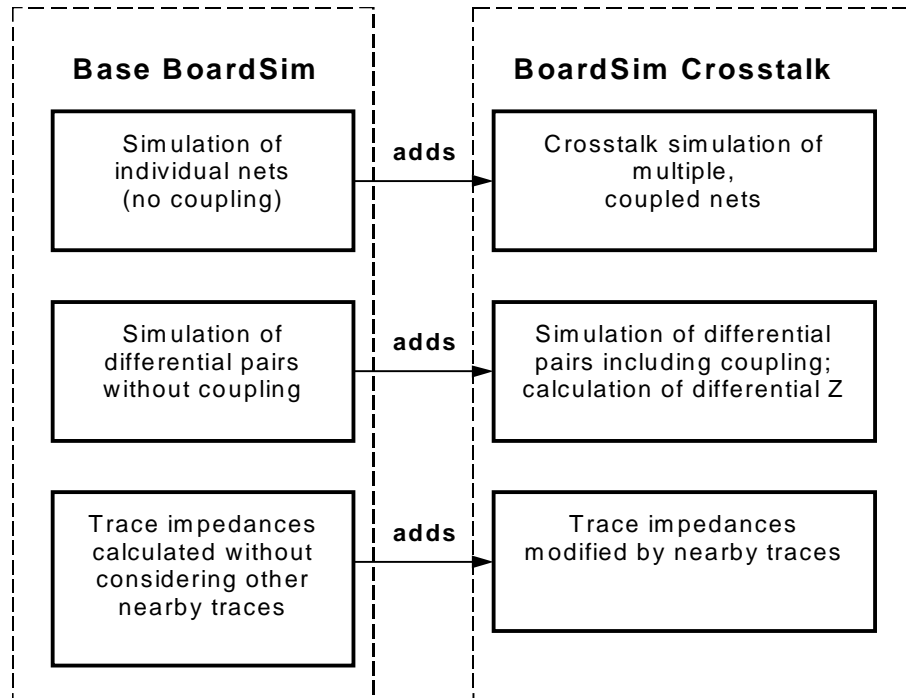 Base BoardSim
BoardSim Crosstalk
Simulation of
individual nets
(no coupling)
adds
Crosstalk simulation of
multiple,
coupled nets
Simulation of
differential pairs
without coupling
adds
Simulation of differential
pairs including coupling;
calculation of differential Z
Trace impedances
calculated without
considering other
nearby traces
adds
Trace impedances
modified by nearby traces